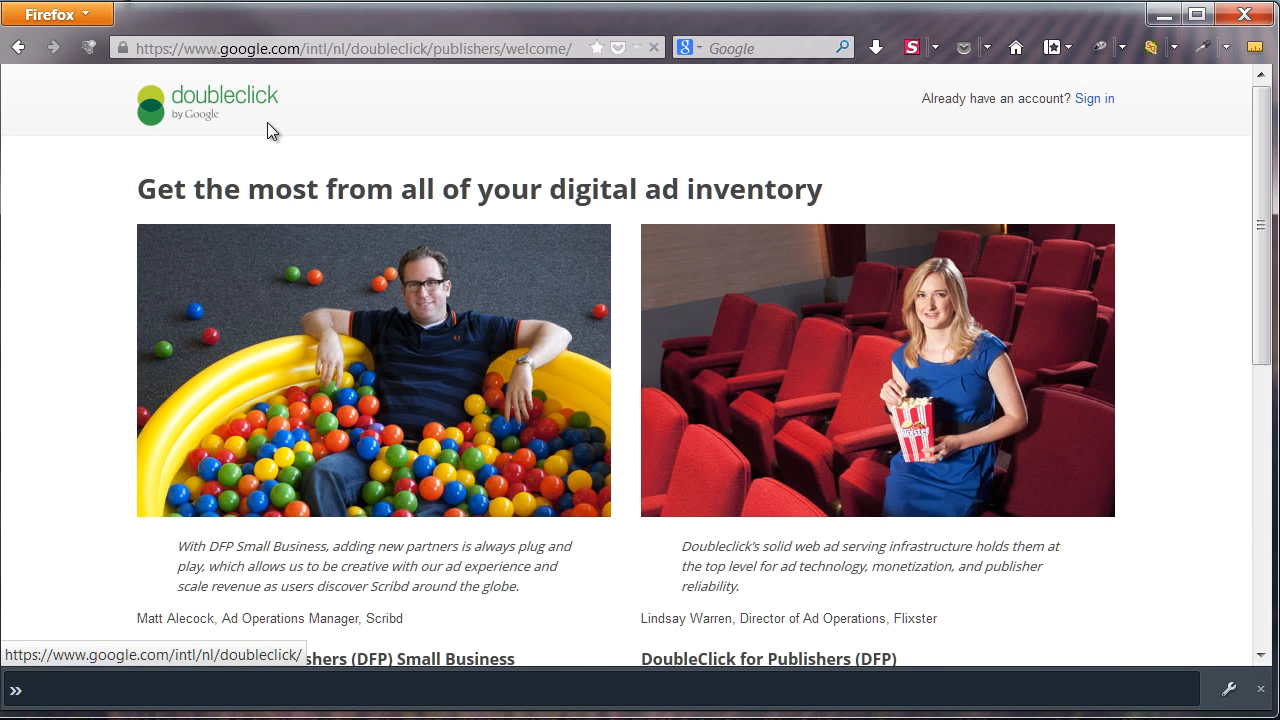 Firefox
https://www.google.com/intl/nl/doubleclick/publishers/welcome/
8
Google
S
doubleclick
by Google
Already have an account? Sign in
Get the most from all of your digital ad inventory
With DFP Small Business, adding new partners is always plug and
play, which allows us to be creative with our ad experience and
scale revenue as users discover Scribd around the globe.
Doubleclick's solid web ad serving infrastructure holds them at
the top level for ad technology, monetization, and publisher
reliability.
Matt Alecock, Ad Operations Manager, Scribd
Lindsay Warren, Director of Ad Operations, Flixster
https://www.google.com/intl/nl/doubleclick/
shers (DFP) Small Business
DoubleClick for Publishers (DFP)
»